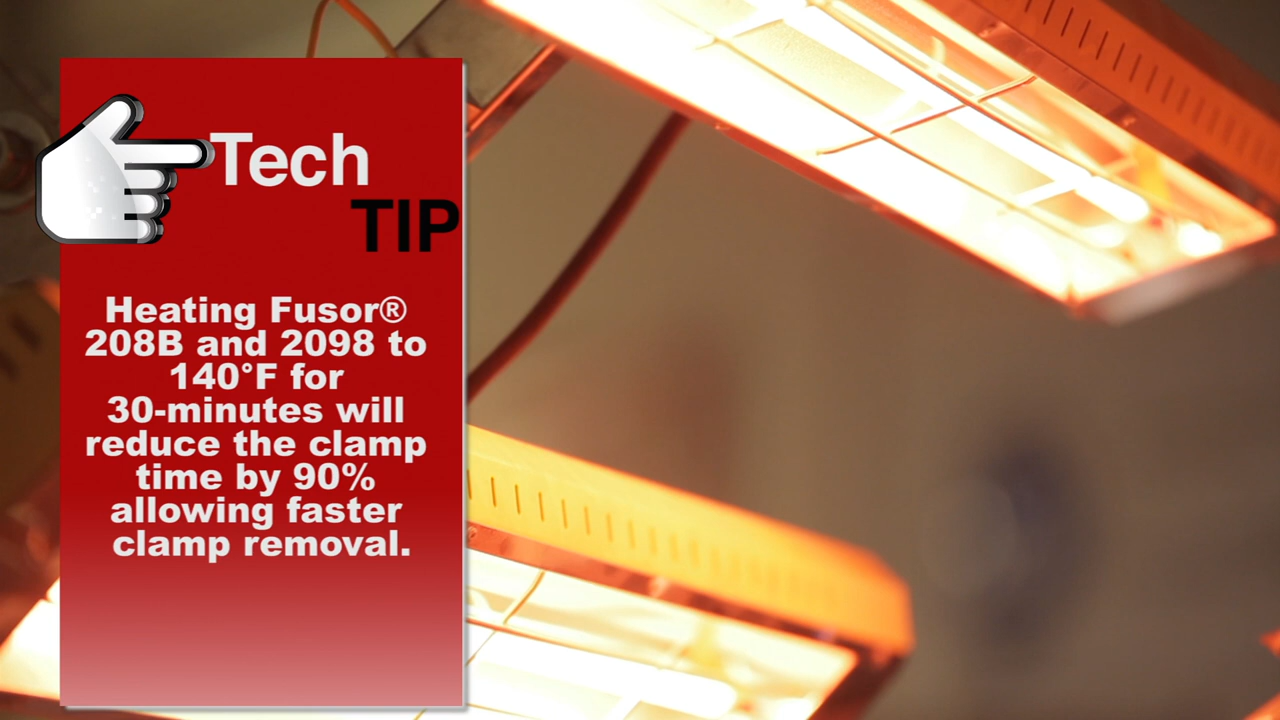 Tech
TIP
Heating Fusor®
208B and 2098 to
140°F for
30-minutes will
reduce the clamp
time by 90%
allowing faster
clamp removal.